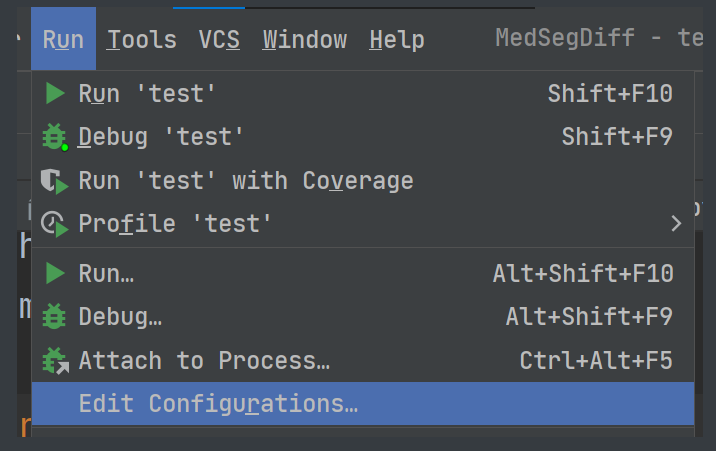 Run Tools VCS Window Help MedSegDiff - te
Run 'test' Shift+F10
Debug 'test' Shift+F9
Run 'test' with Coverage
Profile 'test'
Run… Alt+Shift+F10
Debug… Alt+Shift+F9
Attach to Process… Ctrl+Alt+F5
Edit Configurations…